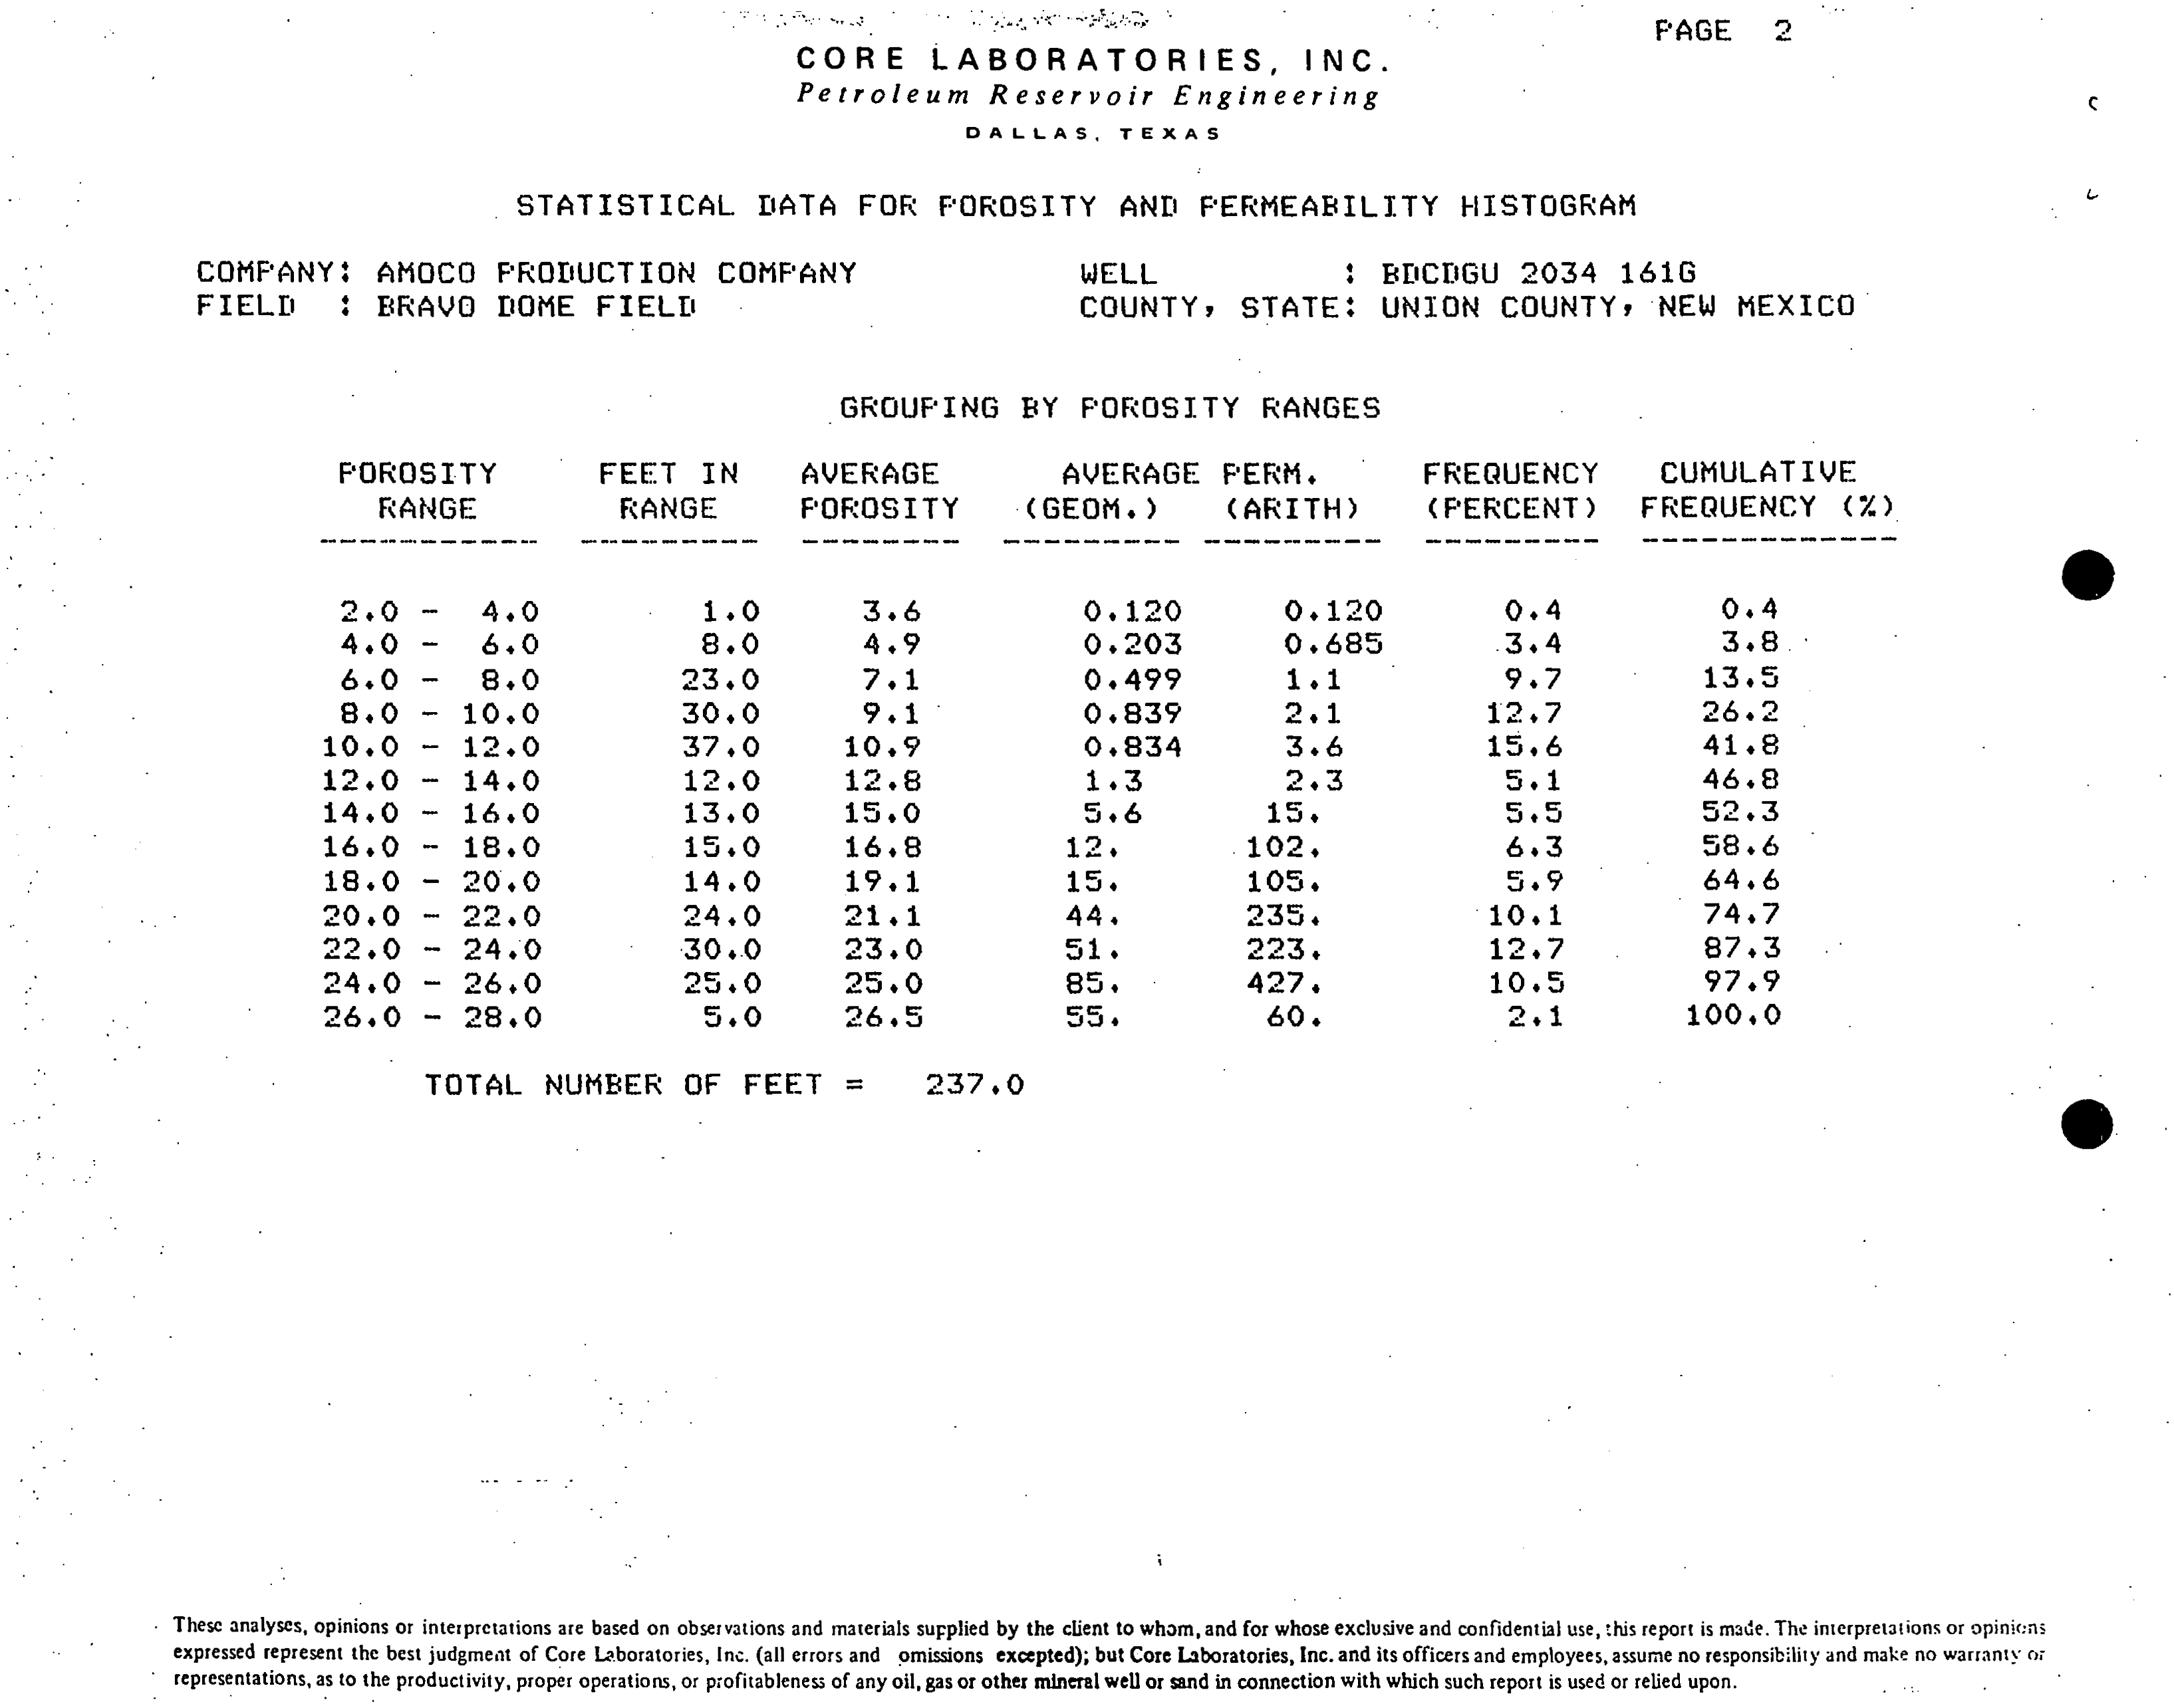 PAGE 2
CORE LABORATORIES, INC.
Petroleum Reservoir Engineering
DALLAS, TEXAS
STATISTICAL DATA FOR POROSITY AND PERMEABILITY HISTOGRAM
COMPANY: AMOCO PRODUCTION COMPANY WELL : BDCDGU 2034 161G
FIELD : BRAVO DOME FIELD COUNTY, STATE: UNION COUNTY, NEW MEXICO
GROUPING BY POROSITY RANGES
POROSITY FEET IN AVERAGE AVERAGE PERM. FREQUENCY CUMULATIVE
RANGE RANGE POROSITY (GEOM.) (ARITH) (PERCENT) FREQUENCY (%)
2.0 - 4.0 1.0 3.6 0.120 0.120 0.4 0.4
4.0 - 6.0 8.0 4.9 0.203 0.685 3.4 3.8
6.0 - 8.0 23.0 7.1 0.499 1.1 9.7 13.5
8.0 - 10.0 30.0 9.1 0.839 2.1 12.7 26.2
10.0 - 12.0 37.0 10.9 0.834 3.6 15.6 41.8
12.0 - 14.0 12.0 12.8 1.3 2.3 5.1 46.8
14.0 - 16.0 13.0 15.0 5.6 15. 5.5 52.3
16.0 - 18.0 15.0 16.8 12. 102. 6.3 58.6
18.0 - 20.0 14.0 19.1 15. 105. 5.9 64.6
20.0 - 22.0 24.0 21.1 44. 235. 10.1 74.7
22.0 - 24.0 30.0 23.0 51. 223. 12.7 87.3
24.0 - 26.0 25.0 25.0 85. 427. 10.5 97.9
26.0 - 28.0 5.0 26.5 55. 60. 2.1 100.0
TOTAL NUMBER OF FEET = 237.0
These analyses, opinions or interpretations are based on observations and materials supplied by the client to whom, and for whose exclusive and confidential use, this report is made. The interpretations or opinions
expressed represent the best judgment of Core Laboratories, Inc. (all errors and omissions excepted); but Core Laboratories, Inc. and its officers and employees, assume no responsibility and make no warranty or
representations, as to the productivity, proper operations, or profitableness of any oil, gas or other mineral well or sand in connection with which such report is used or relied upon.